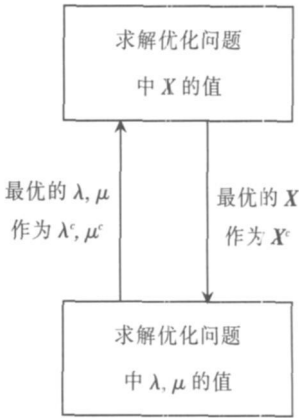 求解优化问题
中 X 的值
最优的 λ, μ
作为 λᶜ, μᶜ
最优的 X
作为 Xᶜ
求解优化问题
中 λ, μ 的值